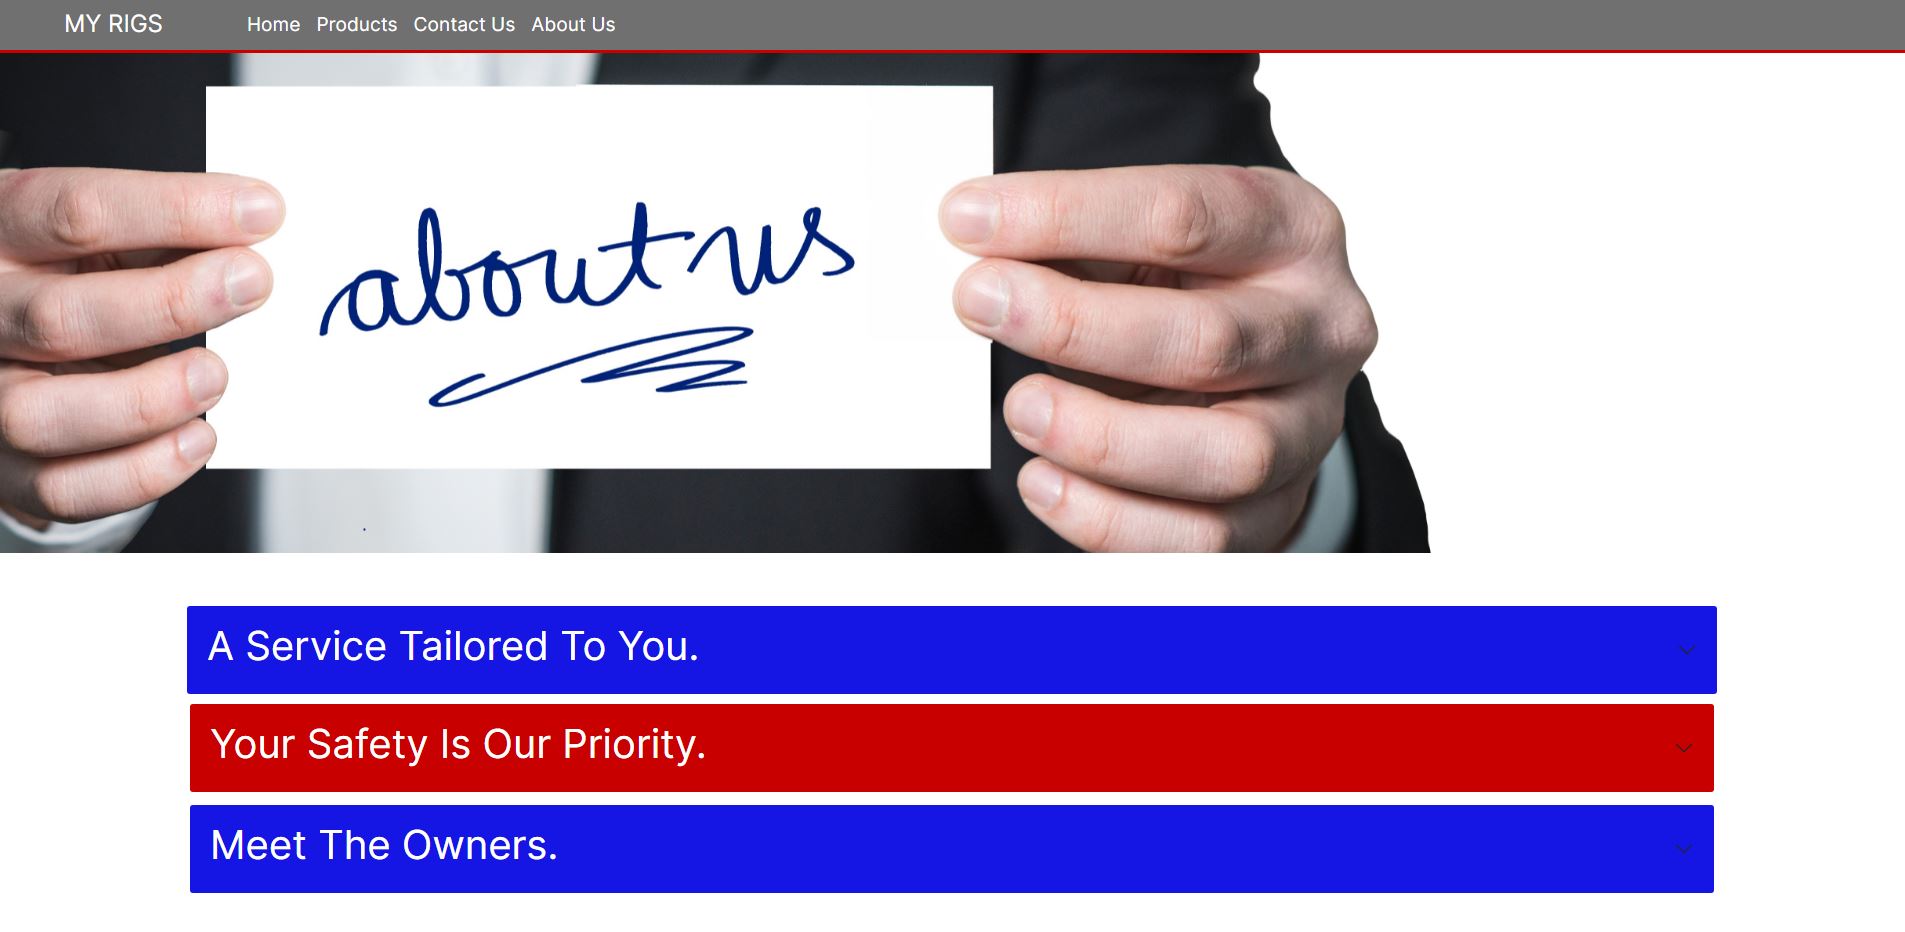 MY RIGS Home Products Contact Us About Us
about us
A Service Tailored To You.
Your Safety Is Our Priority.
Meet The Owners.